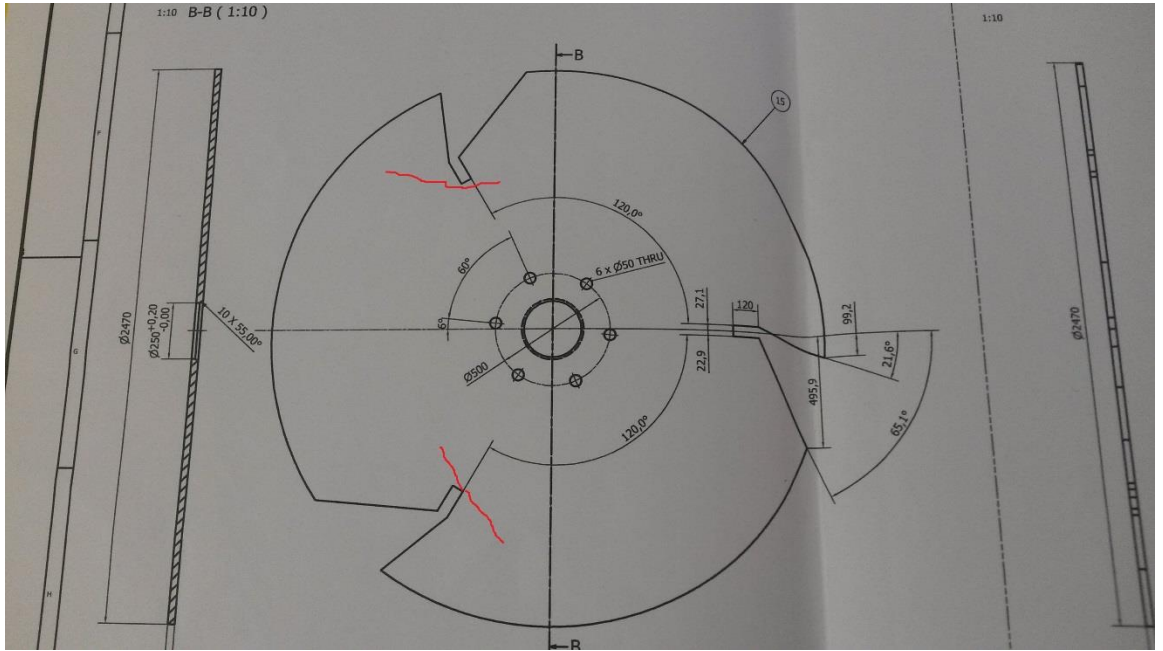 1:10 B-B ( 1:10 )
1:10
B
15
F
120,0°
60°
6 x Ø50 THRU
27,1
120
99,2
6°
Ø2470
Ø250+0,20
-0,00
10 X 55,00°
G
Ø500
22,9
21,6°
495,9
65,1°
Ø2470
120,0°
H
B